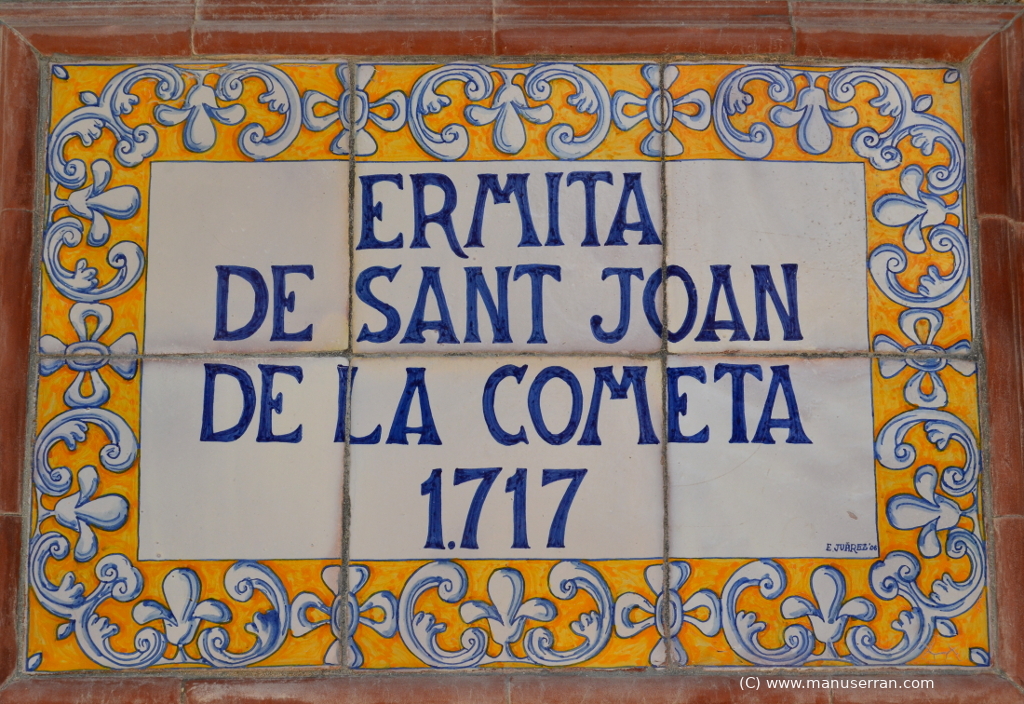 ERMITA
DE SANT JOAN
DE LA COMETA
1.717
E. JUÁREZ '06
(C) www.manuserran.com